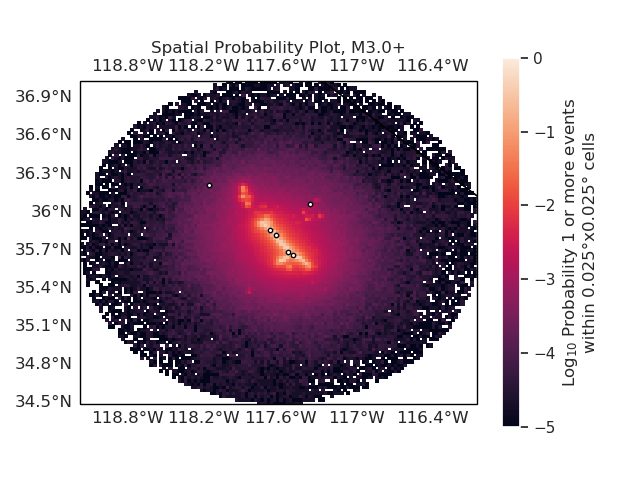 Spatial Probability Plot, M3.0+
118.8°W 118.2°W 117.6°W 117°W 116.4°W
36.9°N
36.6°N
36.3°N
36°N
35.7°N
35.4°N
35.1°N
34.8°N
34.5°N
118.8°W 118.2°W 117.6°W 117°W 116.4°W
0
−1
−2
−3
−4
−5
Log₁₀ Probability 1 or more events
within 0.025°x0.025° cells